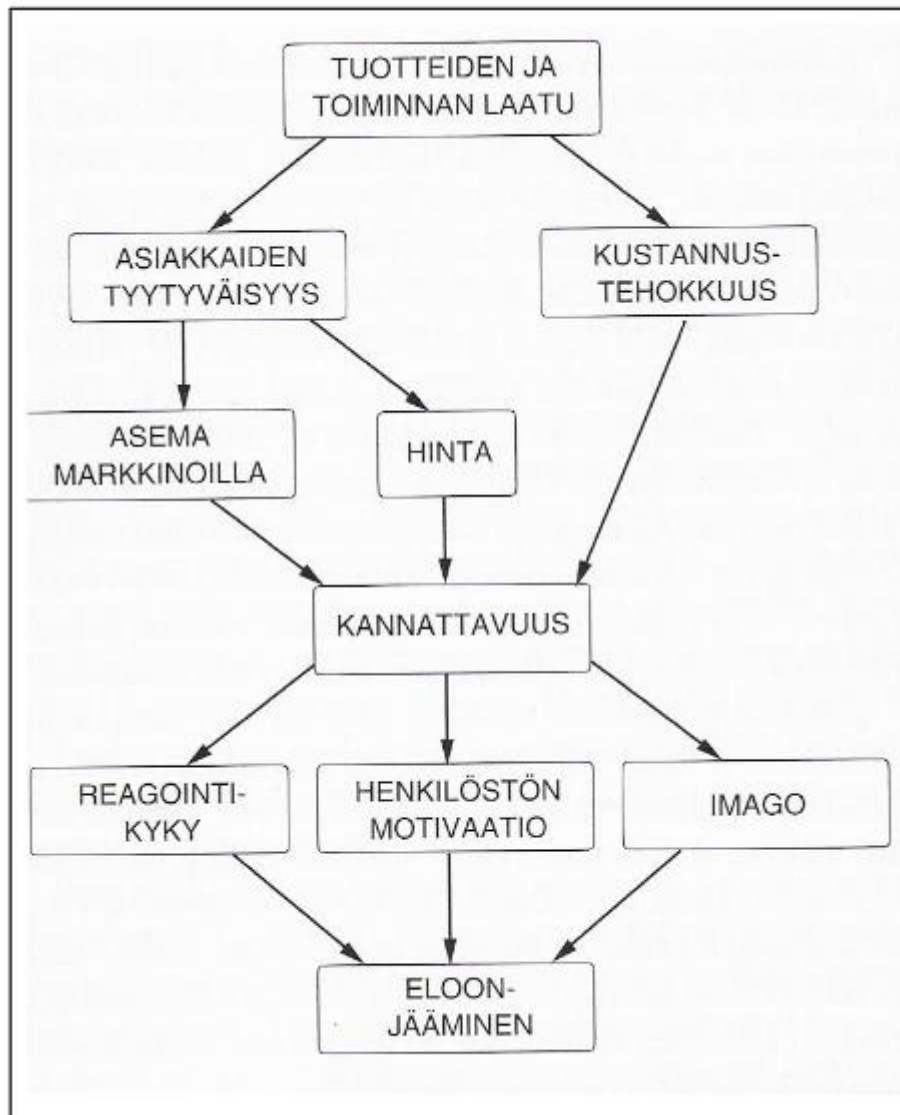 TUOTTEIDEN JA
TOIMINNAN LAATU
ASIAKKAIDEN
TYYTYVÄISYYS
KUSTANNUS-
TEHOKKUUS
ASEMA
MARKKINOILLA
HINTA
KANNATTAVUUS
REAGOINTI-
KYKY
HENKILÖSTÖN
MOTIVAATIO
IMAGO
ELOON-
JÄÄMINEN